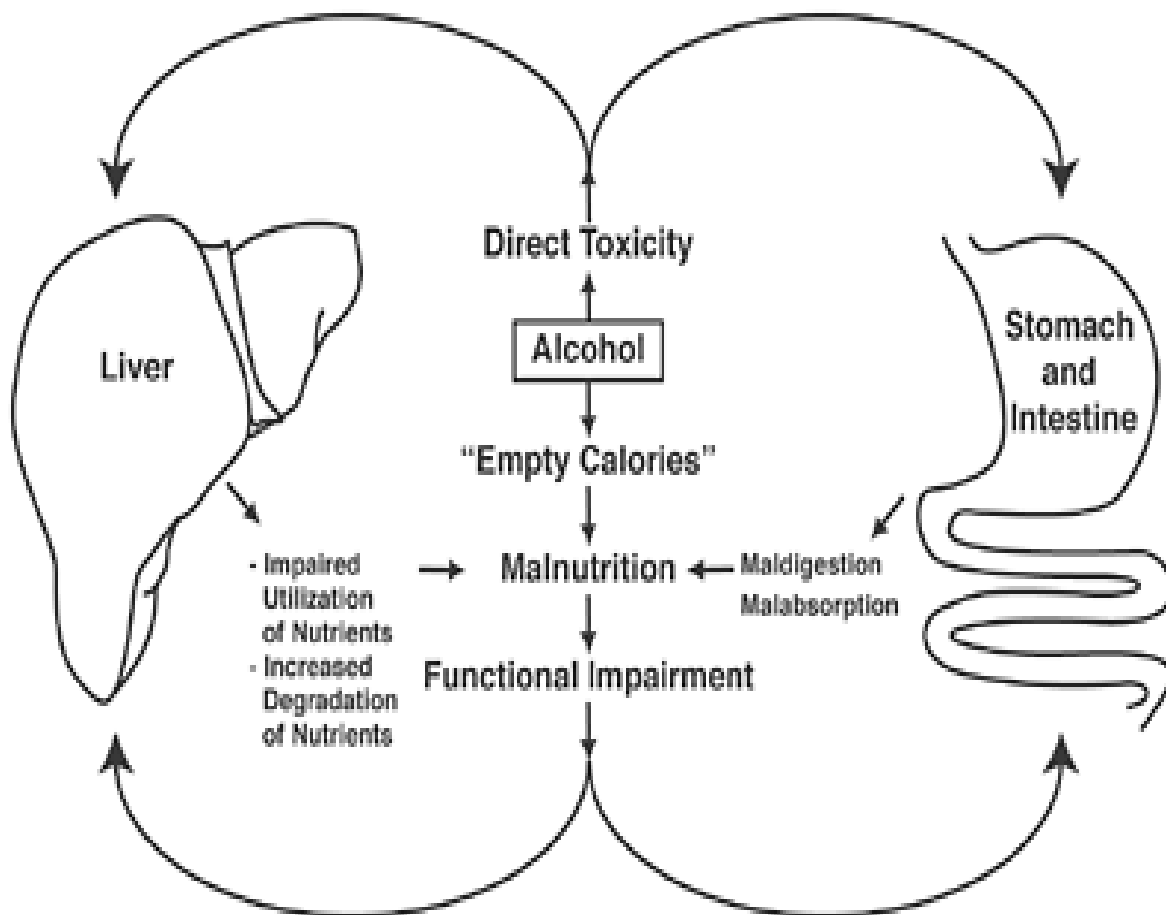 Direct Toxicity
Alcohol
Liver
Stomach
and
Intestine
“Empty Calories”
- Impaired
Utilization
of Nutrients
- Increased
Degradation
of Nutrients
Malnutrition
Maldigestion
Malabsorption
Functional Impairment